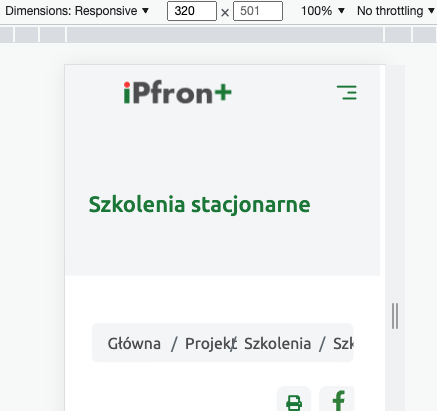 Dimensions: Responsive ▼ 320 × 501 100% ▼ No throttling ▼
iPfron+
Szkolenia stacjonarne
Główna / Projekt / Szkolenia / Szk